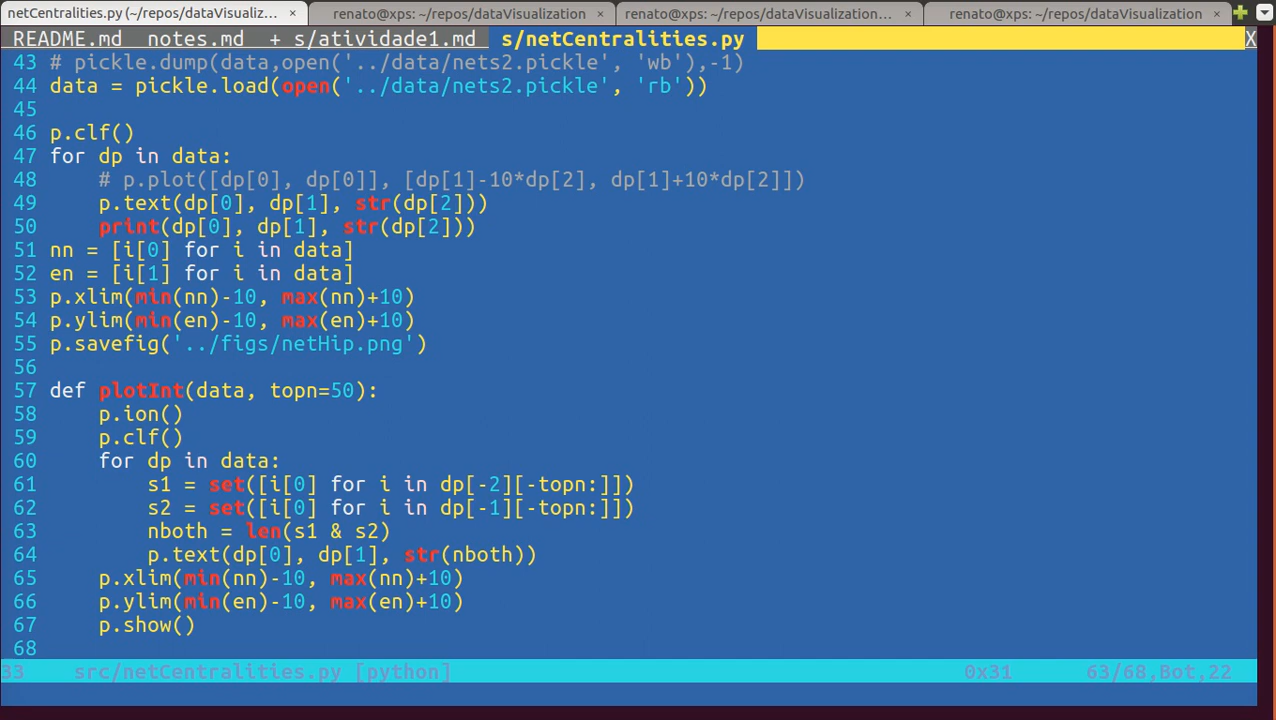 netCentralities.py (~/repos/dataVisualiz... × renato@xps: ~/repos/dataVisualization × renato@xps: ~/repos/dataVisualization... × renato@xps: ~/repos/dataVisualization ×
README.md notes.md + s/atividade1.md s/netCentralities.py X
43 # pickle.dump(data,open('../data/nets2.pickle', 'wb'),-1)
44 data = pickle.load(open('../data/nets2.pickle', 'rb'))
45
46 p.clf()
47 for dp in data:
48     # p.plot([dp[0], dp[0]], [dp[1]-10*dp[2], dp[1]+10*dp[2]])
49     p.text(dp[0], dp[1], str(dp[2]))
50     print(dp[0], dp[1], str(dp[2]))
51 nn = [i[0] for i in data]
52 en = [i[1] for i in data]
53 p.xlim(min(nn)-10, max(nn)+10)
54 p.ylim(min(en)-10, max(en)+10)
55 p.savefig('../figs/netHip.png')
56
57 def plotInt(data, topn=50):
58     p.ion()
59     p.clf()
60     for dp in data:
61         s1 = set([i[0] for i in dp[-2][-topn:]])
62         s2 = set([i[0] for i in dp[-1][-topn:]])
63         nboth = len(s1 & s2)
64         p.text(dp[0], dp[1], str(nboth))
65     p.xlim(min(nn)-10, max(nn)+10)
66     p.ylim(min(en)-10, max(en)+10)
67     p.show()
68
33 src/netCentralities.py [python] 0x31 63/68,Bot,22